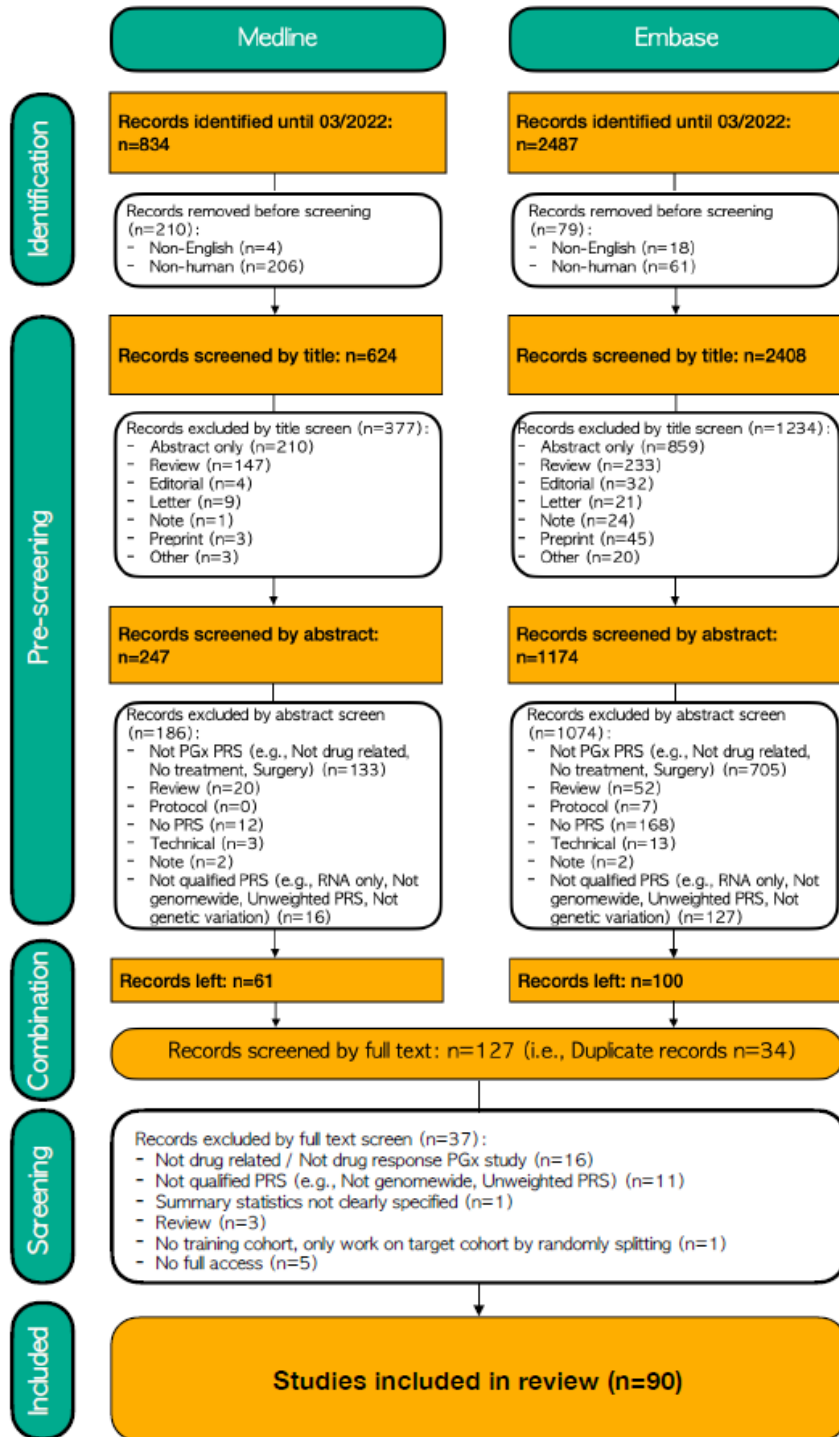 Medline
Embase
Identification
Records identified until 03/2022:
n=834
Records identified until 03/2022:
n=2487
Records removed before screening
(n=210):
- Non-English (n=4)
- Non-human (n=206)
Records removed before screening
(n=79):
- Non-English (n=18)
- Non-human (n=61)
Pre-screening
Records screened by title: n=624
Records screened by title: n=2408
Records excluded by title screen (n=377):
- Abstract only (n=210)
- Review (n=147)
- Editorial (n=4)
- Letter (n=9)
- Note (n=1)
- Preprint (n=3)
- Other (n=3)
Records excluded by title screen (n=1234):
- Abstract only (n=859)
- Review (n=233)
- Editorial (n=32)
- Letter (n=21)
- Note (n=24)
- Preprint (n=45)
- Other (n=20)
Records screened by abstract:
n=247
Records screened by abstract:
n=1174
Records excluded by abstract screen
(n=186):
- Not PGx PRS (e.g., Not drug related,
No treatment, Surgery) (n=133)
- Review (n=20)
- Protocol (n=0)
- No PRS (n=12)
- Technical (n=3)
- Note (n=2)
- Not qualified PRS (e.g., RNA only, Not
genomewide, Unweighted PRS, Not
genetic variation) (n=16)
Records excluded by abstract screen
(n=1074):
- Not PGx PRS (e.g., Not drug related,
No treatment, Surgery) (n=705)
- Review (n=52)
- Protocol (n=7)
- No PRS (n=168)
- Technical (n=13)
- Note (n=2)
- Not qualified PRS (e.g., RNA only, Not
genomewide, Unweighted PRS, Not
genetic variation) (n=127)
Combination
Records left: n=61
Records left: n=100
Records screened by full text: n=127 (i.e., Duplicate records n=34)
Screening
Records excluded by full text screen (n=37):
- Not drug related / Not drug response PGx study (n=16)
- Not qualified PRS (e.g., Not genomewide, Unweighted PRS) (n=11)
- Summary statistics not clearly specified (n=1)
- Review (n=3)
- No training cohort, only work on target cohort by randomly splitting (n=1)
- No full access (n=5)
Included
Studies included in review (n=90)